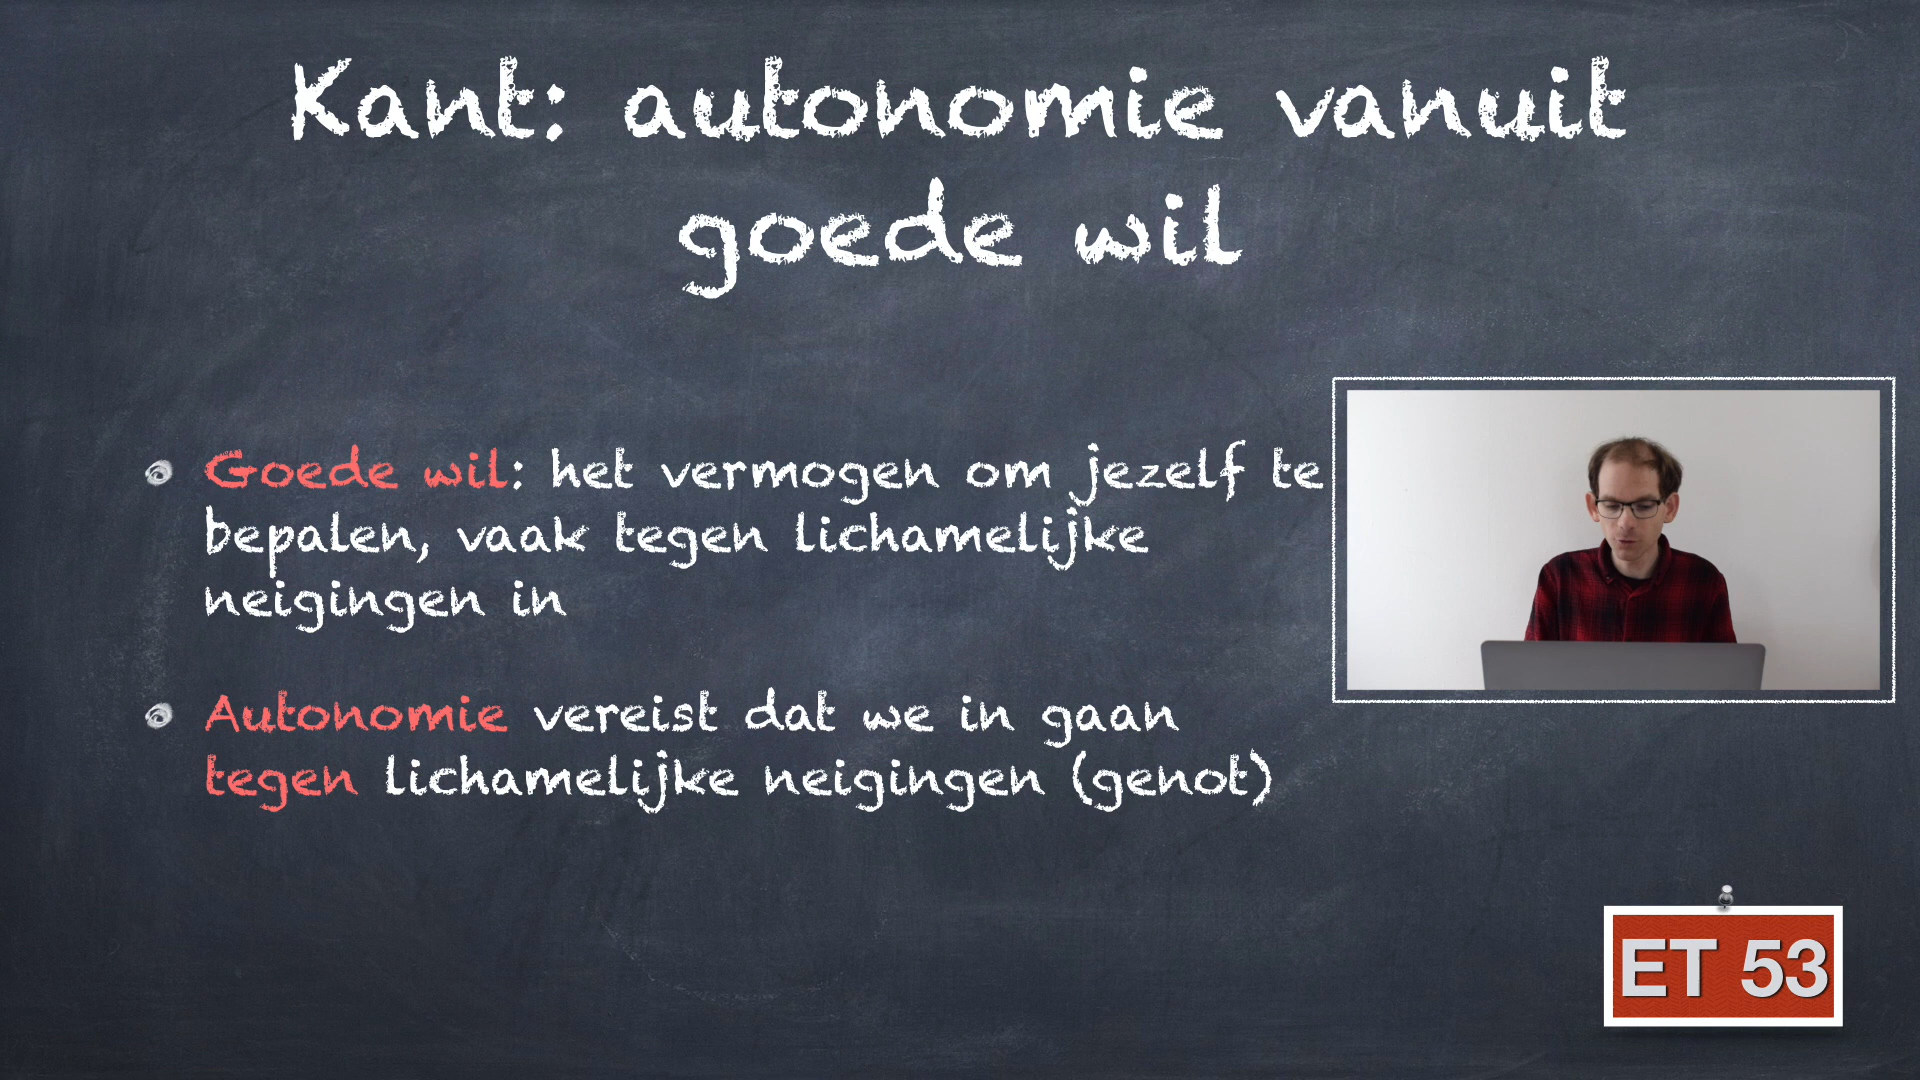 Kant: autonomie vanuit
goede wil
Goede wil: het vermogen om jezelf te
bepalen, vaak tegen lichamelijke
neigingen in
Autonomie vereist dat we in gaan
tegen lichamelijke neigingen (genot)
ET 53